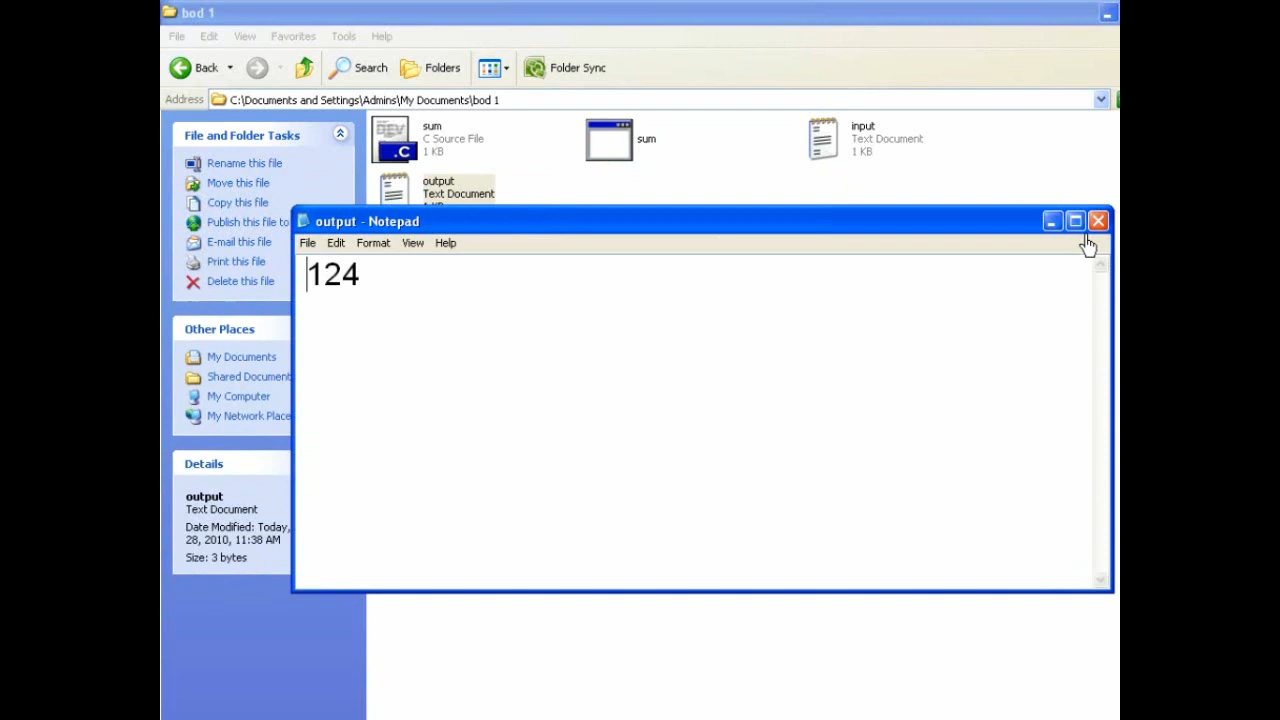 bod 1
File Edit View Favorites Tools Help
Back Search Folders Folder Sync
Address C:\Documents and Settings\Admins\My Documents\bod 1
File and Folder Tasks
Rename this file
Move this file
Copy this file
Publish this file to
E-mail this file
Print this file
Delete this file
Other Places
My Documents
Shared Document
My Computer
My Network Place
Details
output
Text Document
Date Modified: Today,
28, 2010, 11:38 AM
Size: 3 bytes
DEV
.C
sum
C Source File
1 KB
sum
input
Text Document
1 KB
output
Text Document
output - Notepad
File Edit Format View Help
124